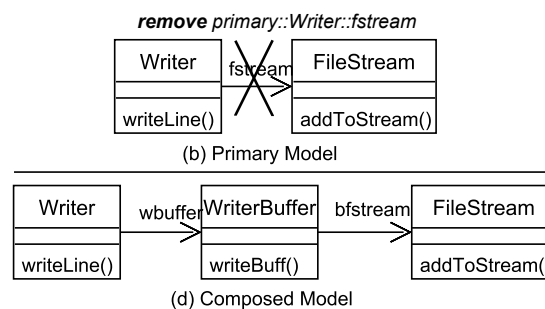 remove primary::Writer::fstream
Writer
fstream
FileStream
writeLine()
addToStream()
(b) Primary Model
Writer
wbuffer
WriterBuffer
bfstream
FileStream
writeLine()
writeBuff()
addToStream(
(d) Composed Model